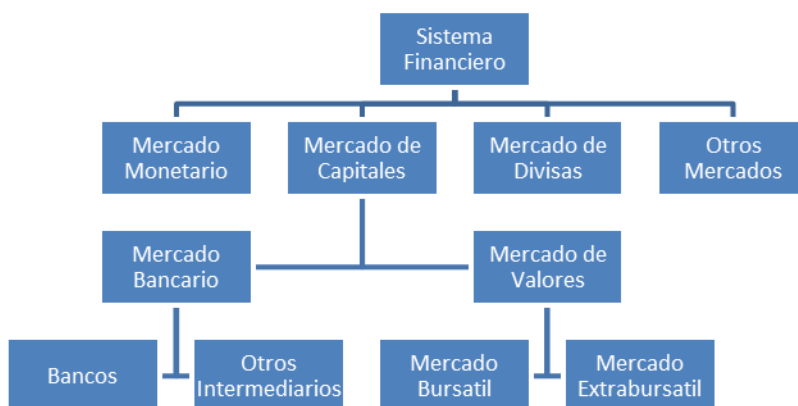 Sistema
Financiero
Mercado
Monetario
Mercado de
Capitales
Mercado de
Divisas
Otros
Mercados
Mercado
Bancario
Mercado de
Valores
Bancos
Otros
Intermediarios
Mercado
Bursatil
Mercado
Extrabursatil